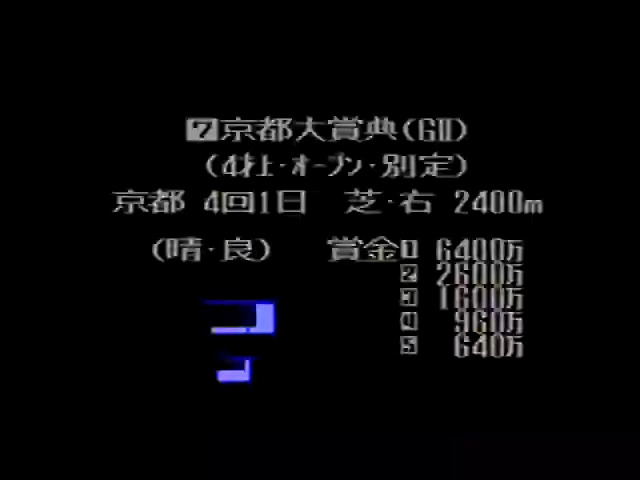 7京都大賞典(GⅡ)
(4才上・オープン・別定)
京都 4回1日 芝・右 2400m
(晴・良) 賞金1 6400万
2 2600万
3 1600万
4 960万
5 640万